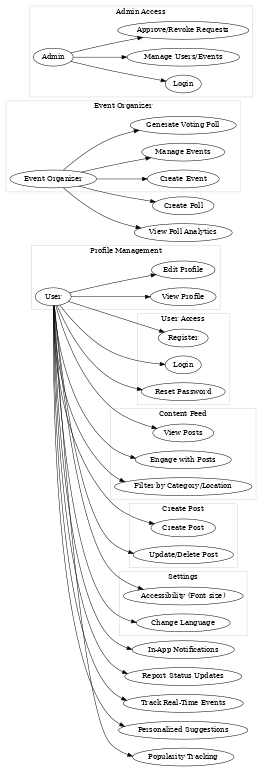 Admin Access
Approve/Revoke Requests
Admin
Manage Users/Events
Login
Event Organizer
Generate Voting Poll
Manage Events
Event Organizer
Create Event
Create Poll
View Poll Analytics
Profile Management
Edit Profile
User
View Profile
User Access
Register
Login
Reset Password
Content Feed
View Posts
Engage with Posts
Filter by Category/Location
Create Post
Create Post
Update/Delete Post
Settings
Accessibility (Font size)
Change Language
In-App Notifications
Report Status Updates
Track Real-Time Events
Personalized Suggestions
Popularity Tracking